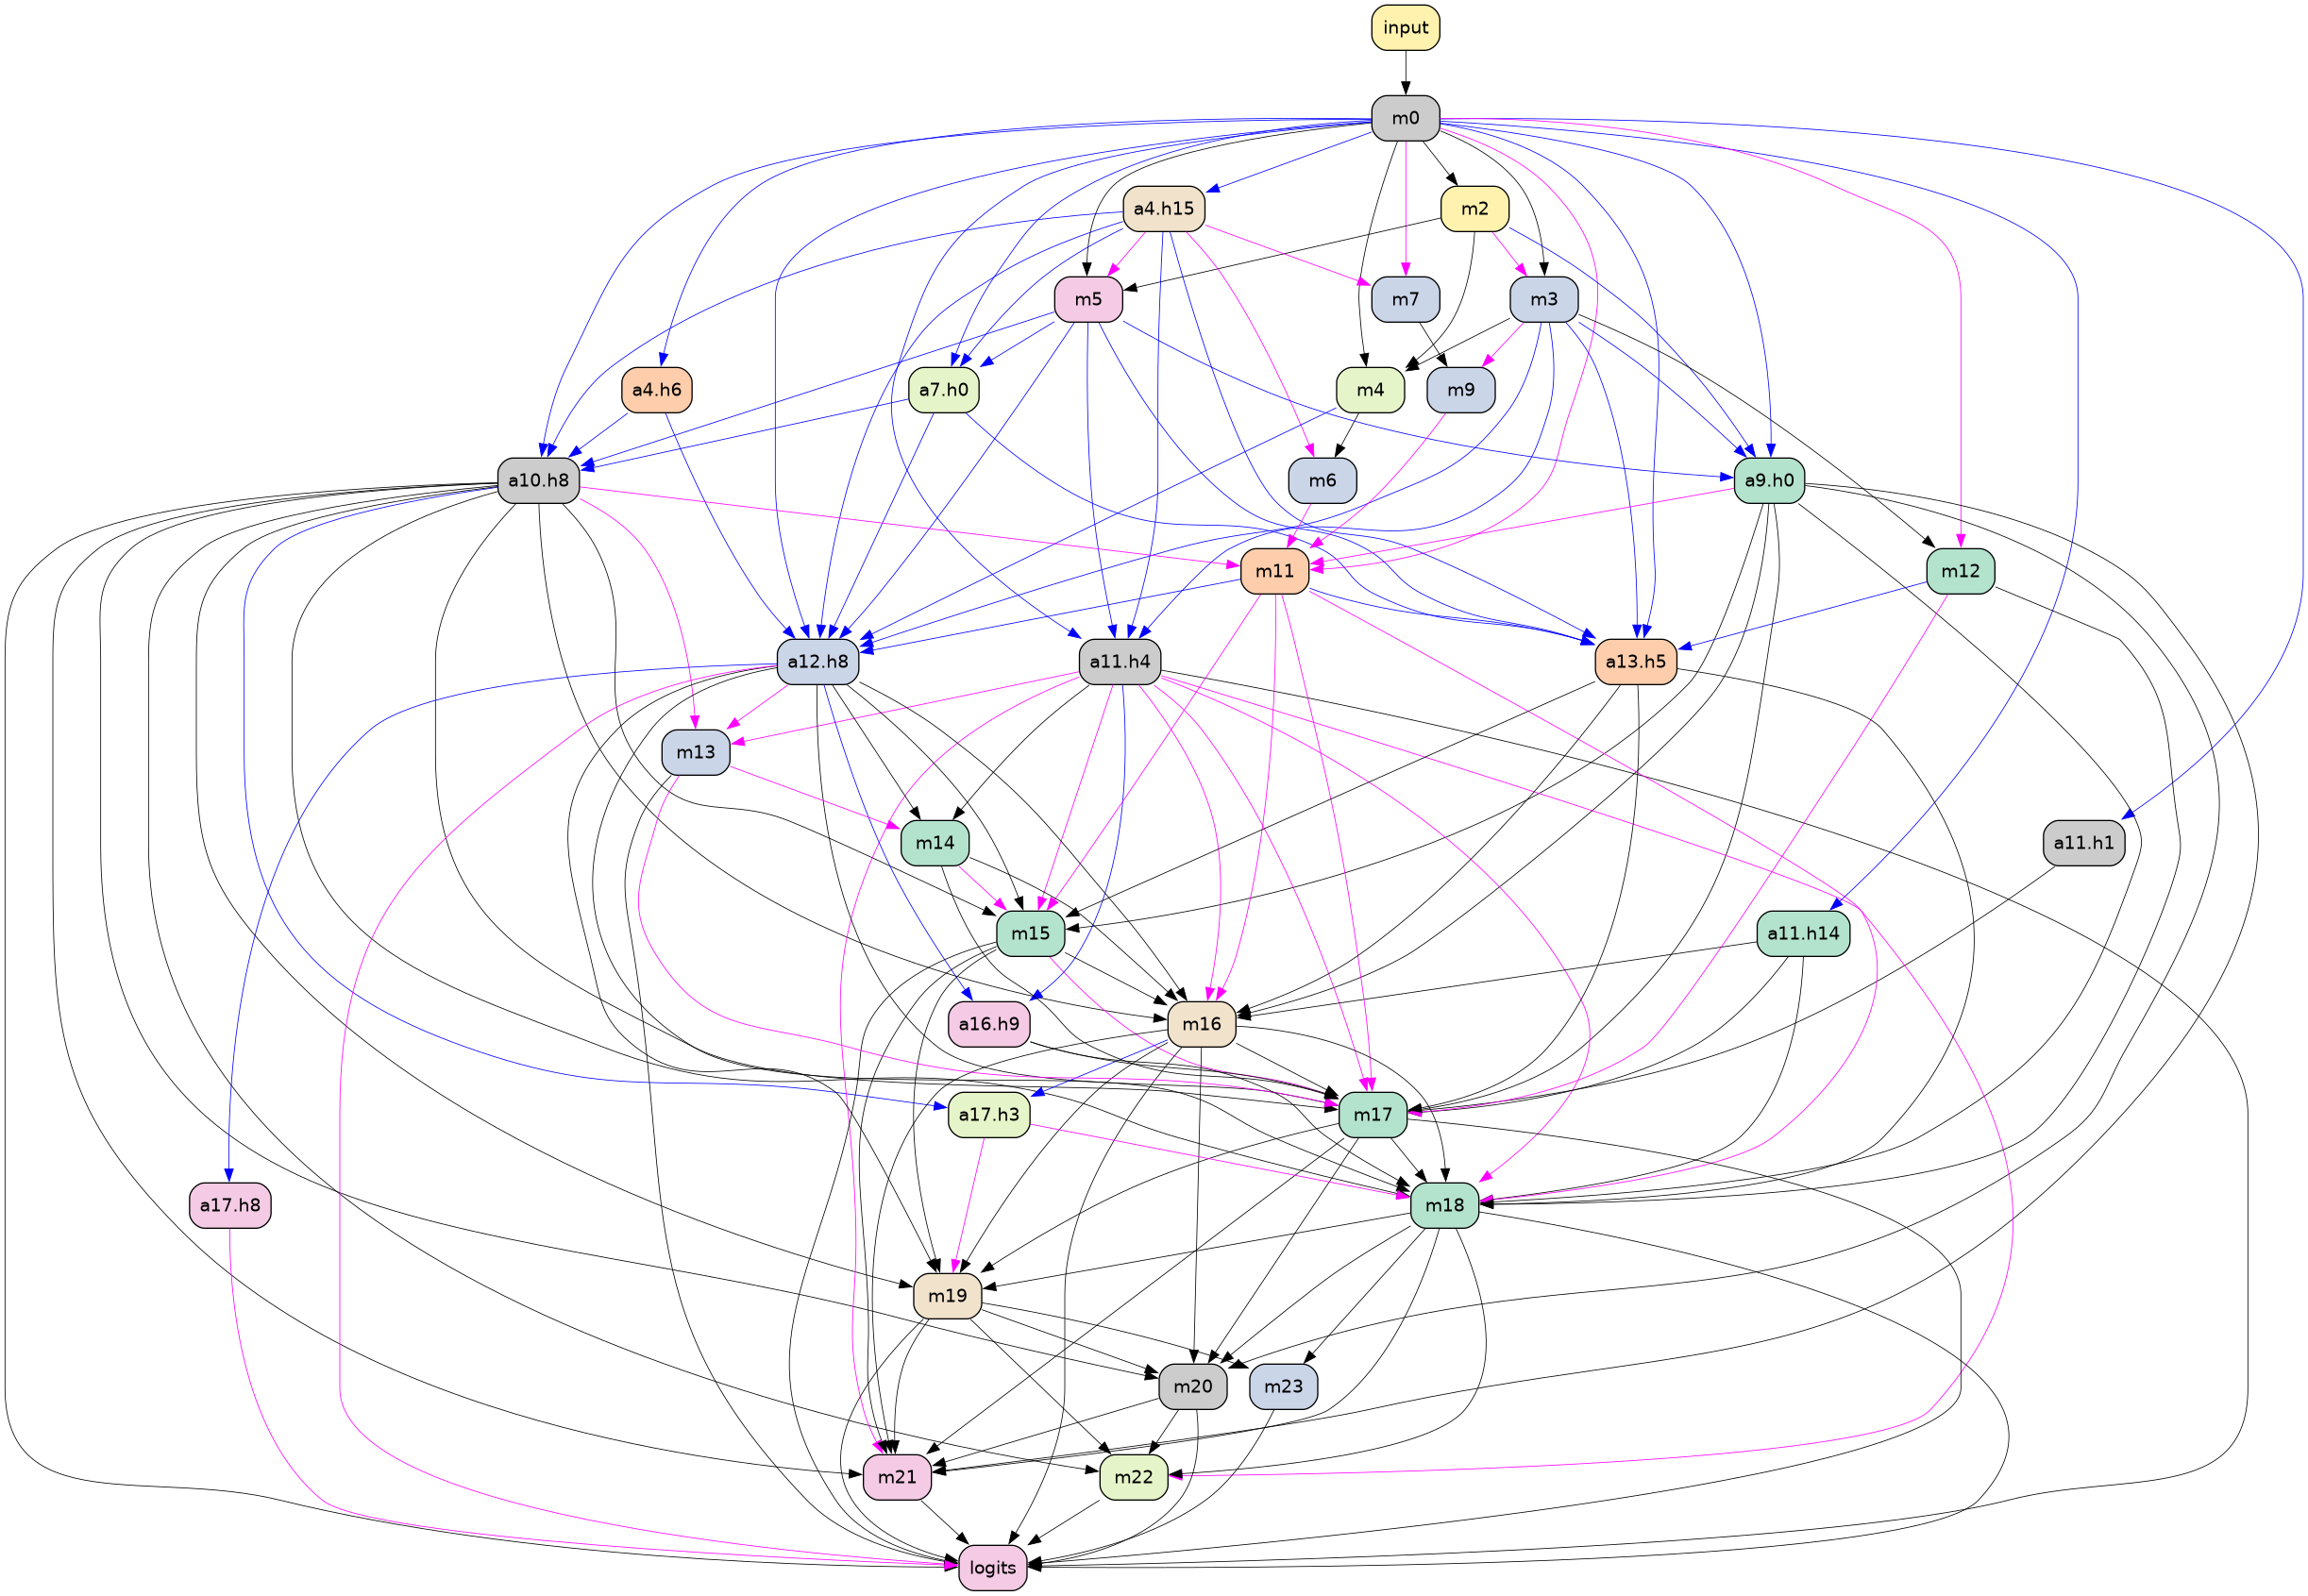 input
m0
a4.h15 m2
m5 m7 m3
a4.h6 a7.h0 m4 m9
a10.h8 m6 a9.h0
m11 m12
a12.h8 a11.h4 a13.h5
m13
m14 a11.h1
m15 a11.h14
a16.h9 m16
a17.h3 m17
a17.h8 m18
m19
m20 m23
m21 m22
logits